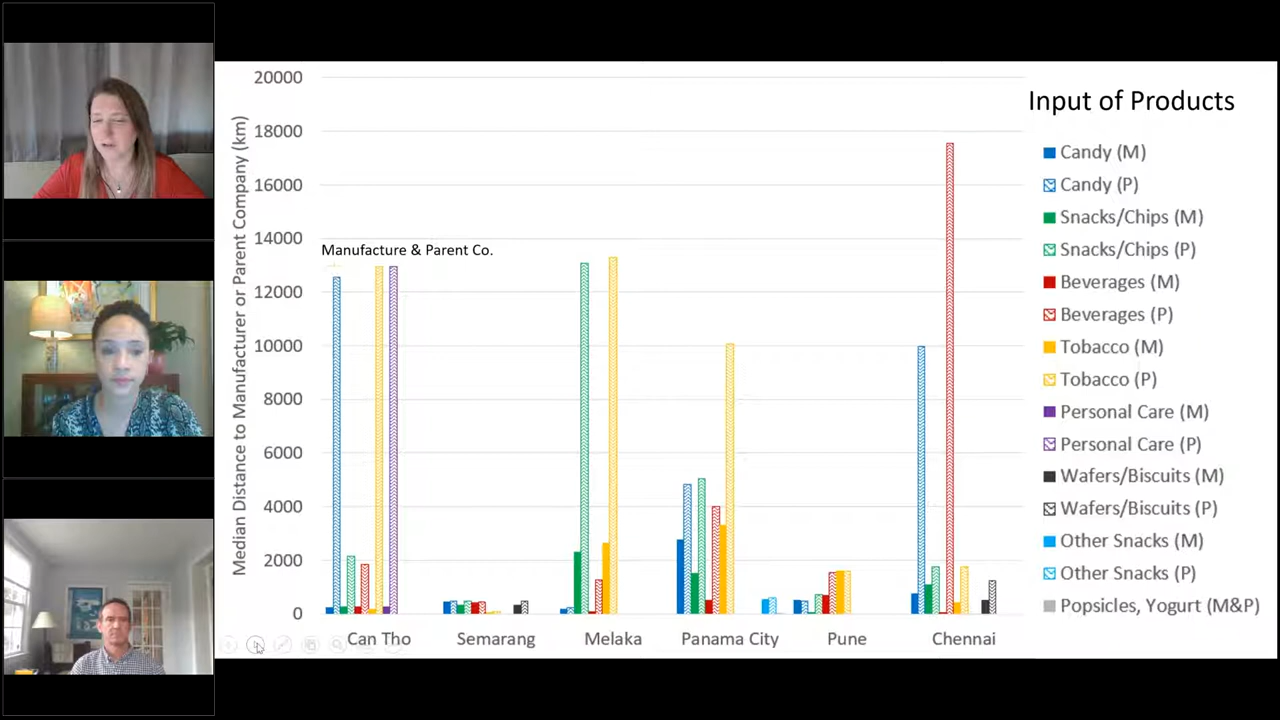 Input of Products
Median Distance to Manufacturer or Parent Company (km)
20000
18000
16000
14000
12000
10000
8000
6000
4000
2000
0
Manufacture & Parent Co.
Can Tho
Semarang
Melaka
Panama City
Pune
Chennai
Candy (M)
Candy (P)
Snacks/Chips (M)
Snacks/Chips (P)
Beverages (M)
Beverages (P)
Tobacco (M)
Tobacco (P)
Personal Care (M)
Personal Care (P)
Wafers/Biscuits (M)
Wafers/Biscuits (P)
Other Snacks (M)
Other Snacks (P)
Popsicles, Yogurt (M&P)